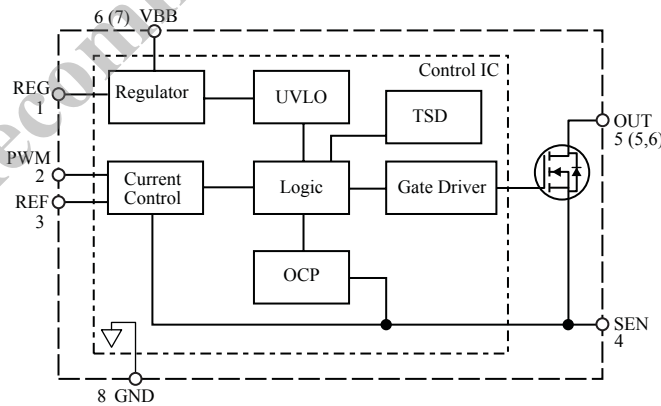 6 (7) VBB
Control IC
REG
1
Regulator
UVLO
TSD
OUT
5 (5,6)
PWM
2
REF
3
Current
Control
Logic
Gate Driver
OCP
SEN
4
8 GND